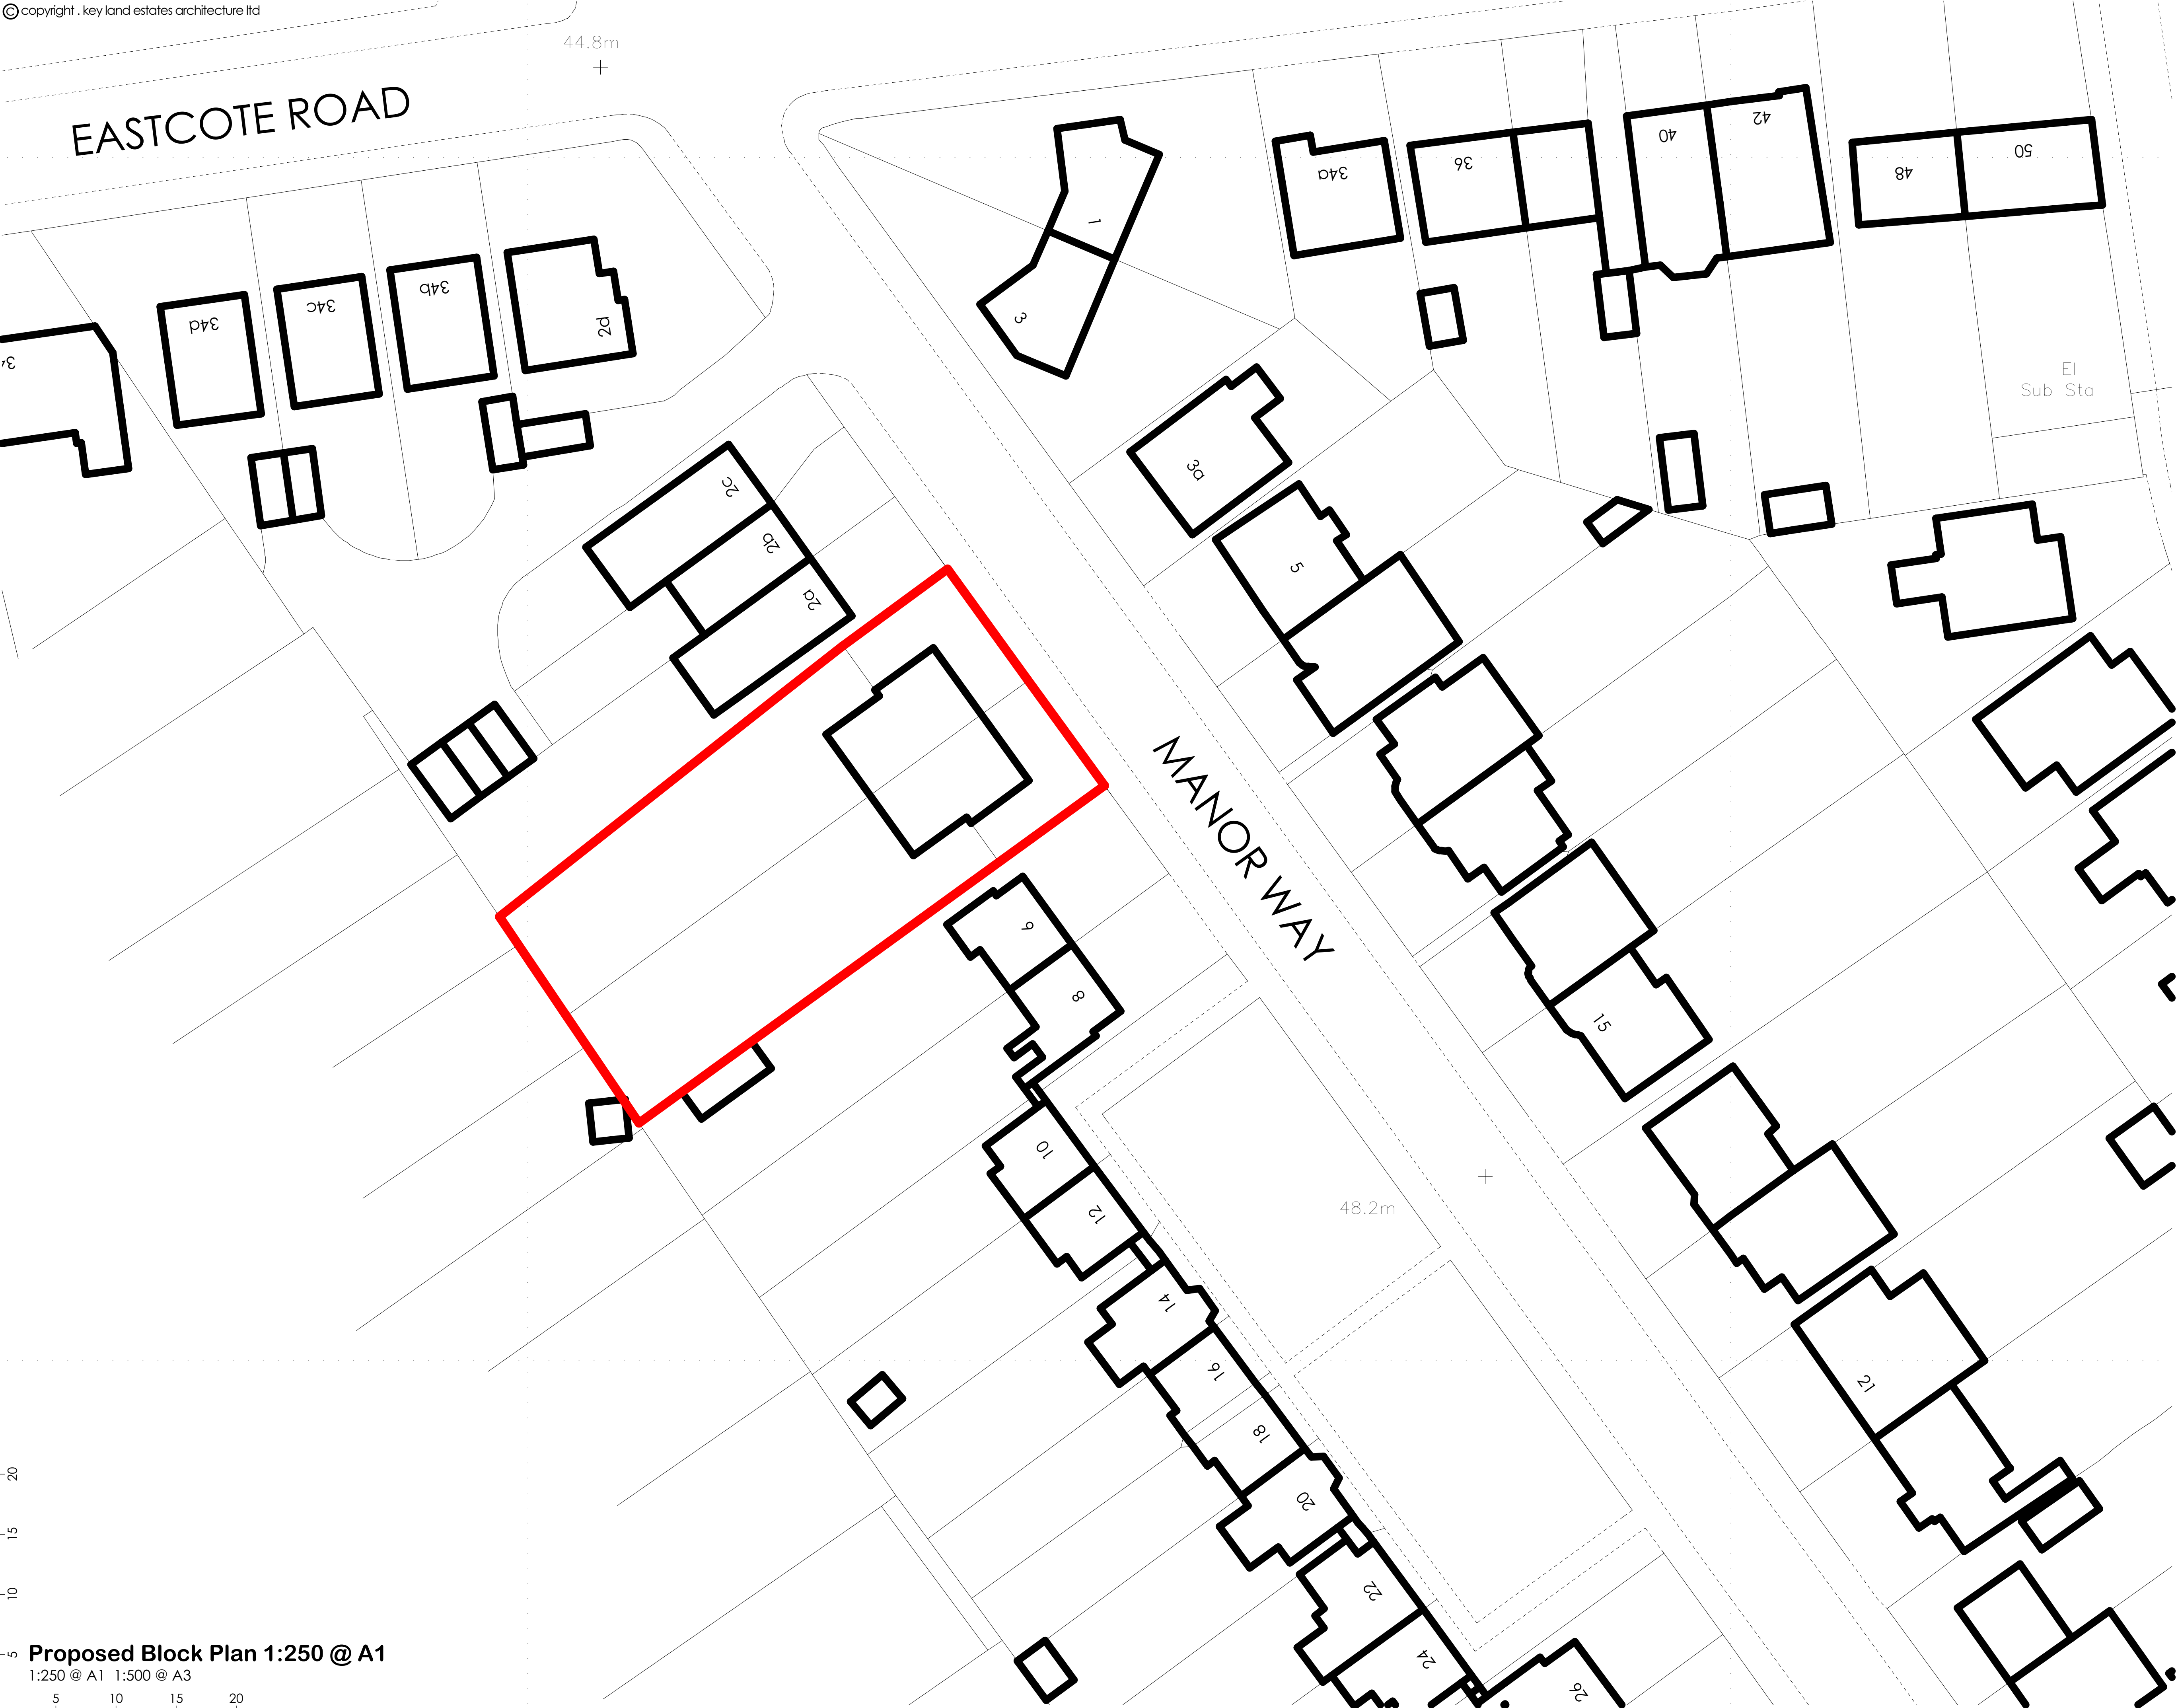 © copyright . key land estates architecture ltd
44.8m
EASTCOTE ROAD
42
40
50
36
34a
48
1
34b
34c
3
34d
2d
34
El
Sub Sta
3a
2c
2b
5
2a
MANOR WAY
6
8
15
10
48.2m
12
14
16
21
18
20
22
24
26
20
15
10
5
Proposed Block Plan 1:250 @ A1
1:250 @ A1 1:500 @ A3
5 10 15 20